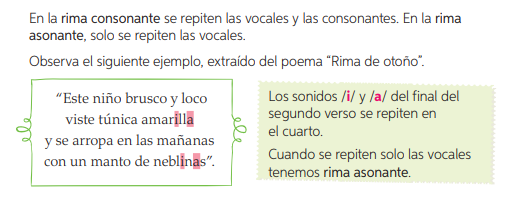 En la rima consonante se repiten las vocales y las consonantes. En la rima
asonante, solo se repiten las vocales.
Observa el siguiente ejemplo, extraído del poema “Rima de otoño”.
“Este niño brusco y loco
viste túnica amarilla
y se arropa en las mañanas
con un manto de neblinas”.
Los sonidos /i/ y /a/ del final del
segundo verso se repiten en
el cuarto.
Cuando se repiten solo las vocales
tenemos rima asonante.